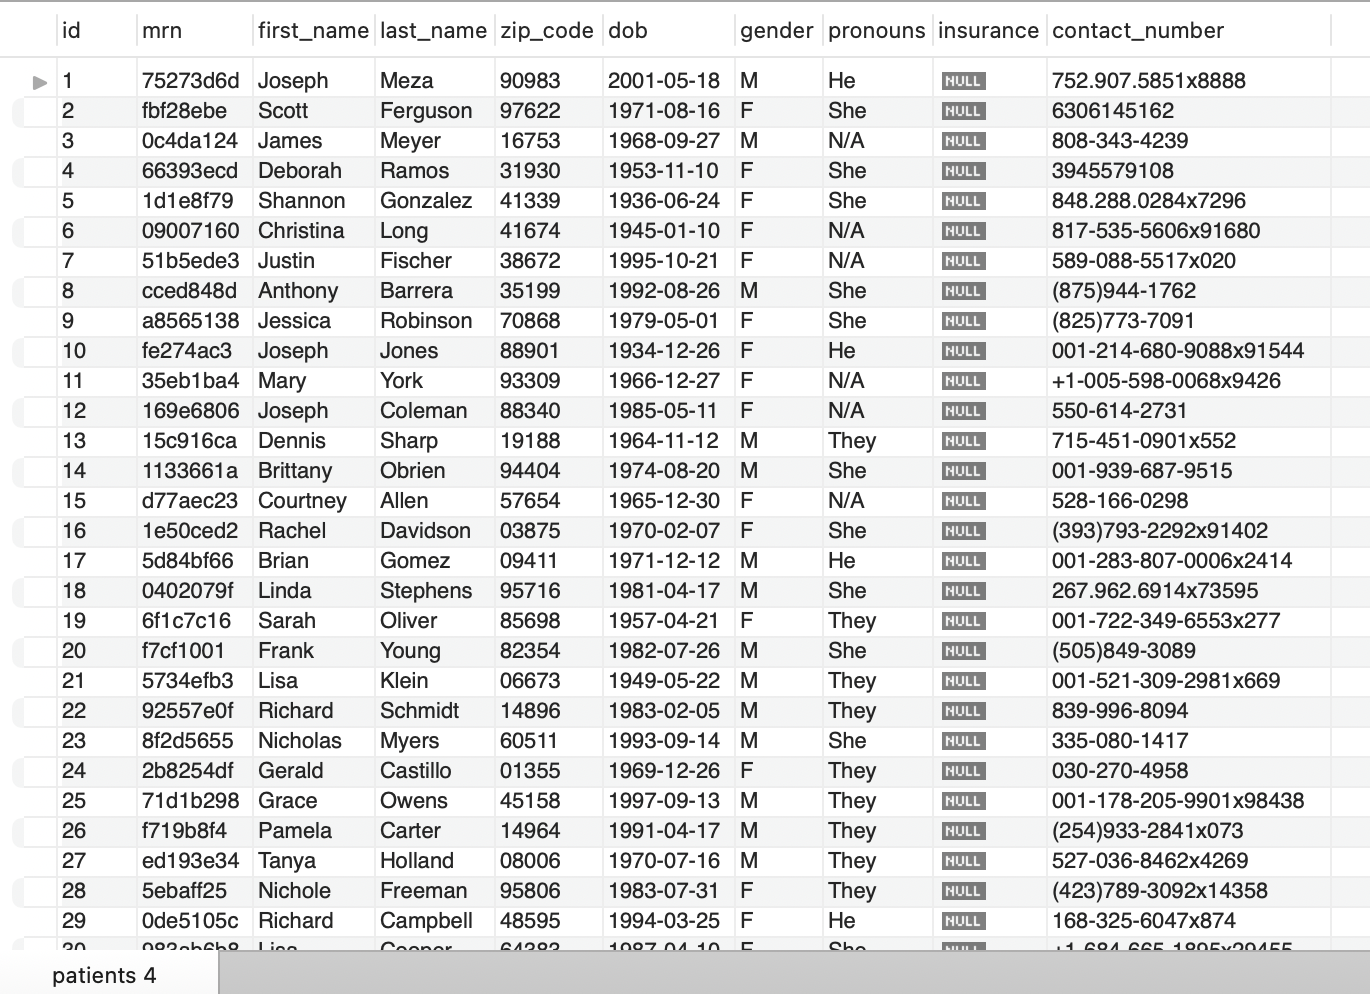 id mrn first_name last_name zip_code dob gender pronouns insurance contact_number
1 75273d6d Joseph Meza 90983 2001-05-18 M He NULL 752.907.5851x8888
2 fbf28ebe Scott Ferguson 97622 1971-08-16 F She NULL 6306145162
3 0c4da124 James Meyer 16753 1968-09-27 M N/A NULL 808-343-4239
4 66393ecd Deborah Ramos 31930 1953-11-10 F She NULL 3945579108
5 1d1e8f79 Shannon Gonzalez 41339 1936-06-24 F She NULL 848.288.0284x7296
6 09007160 Christina Long 41674 1945-01-10 F N/A NULL 817-535-5606x91680
7 51b5ede3 Justin Fischer 38672 1995-10-21 F N/A NULL 589-088-5517x020
8 cced848d Anthony Barrera 35199 1992-08-26 M She NULL (875)944-1762
9 a8565138 Jessica Robinson 70868 1979-05-01 F She NULL (825)773-7091
10 fe274ac3 Joseph Jones 88901 1934-12-26 F He NULL 001-214-680-9088x91544
11 35eb1ba4 Mary York 93309 1966-12-27 F N/A NULL +1-005-598-0068x9426
12 169e6806 Joseph Coleman 88340 1985-05-11 F N/A NULL 550-614-2731
13 15c916ca Dennis Sharp 19188 1964-11-12 M They NULL 715-451-0901x552
14 1133661a Brittany Obrien 94404 1974-08-20 M She NULL 001-939-687-9515
15 d77aec23 Courtney Allen 57654 1965-12-30 F N/A NULL 528-166-0298
16 1e50ced2 Rachel Davidson 03875 1970-02-07 F She NULL (393)793-2292x91402
17 5d84bf66 Brian Gomez 09411 1971-12-12 M He NULL 001-283-807-0006x2414
18 0402079f Linda Stephens 95716 1981-04-17 M She NULL 267.962.6914x73595
19 6f1c7c16 Sarah Oliver 85698 1957-04-21 F They NULL 001-722-349-6553x277
20 f7cf1001 Frank Young 82354 1982-07-26 M She NULL (505)849-3089
21 5734efb3 Lisa Klein 06673 1949-05-22 M They NULL 001-521-309-2981x669
22 92557e0f Richard Schmidt 14896 1983-02-05 M They NULL 839-996-8094
23 8f2d5655 Nicholas Myers 60511 1993-09-14 M She NULL 335-080-1417
24 2b8254df Gerald Castillo 01355 1969-12-26 F They NULL 030-270-4958
25 71d1b298 Grace Owens 45158 1997-09-13 M They NULL 001-178-205-9901x98438
26 f719b8f4 Pamela Carter 14964 1991-04-17 M They NULL (254)933-2841x073
27 ed193e34 Tanya Holland 08006 1970-07-16 M They NULL 527-036-8462x4269
28 5ebaff25 Nichole Freeman 95806 1983-07-31 F They NULL (423)789-3092x14358
29 0de5105c Richard Campbell 48595 1994-03-25 F He NULL 168-325-6047x874
30 Lisa Cooper She NULL
patients 4